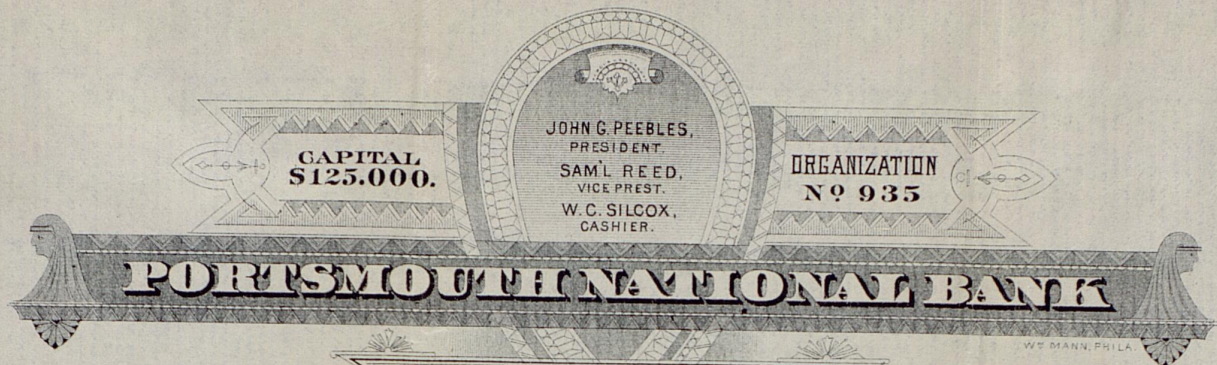 JOHN G. PEEBLES,
PRESIDENT.
SAM'L REED,
VICE PREST.
W. C. SILCOX,
CASHIER.
CAPITAL
$125.000.
ORGANIZATION
Nº 935
PORTSMOUTH NATIONAL BANK
Wᴹ MANN, PHILA.